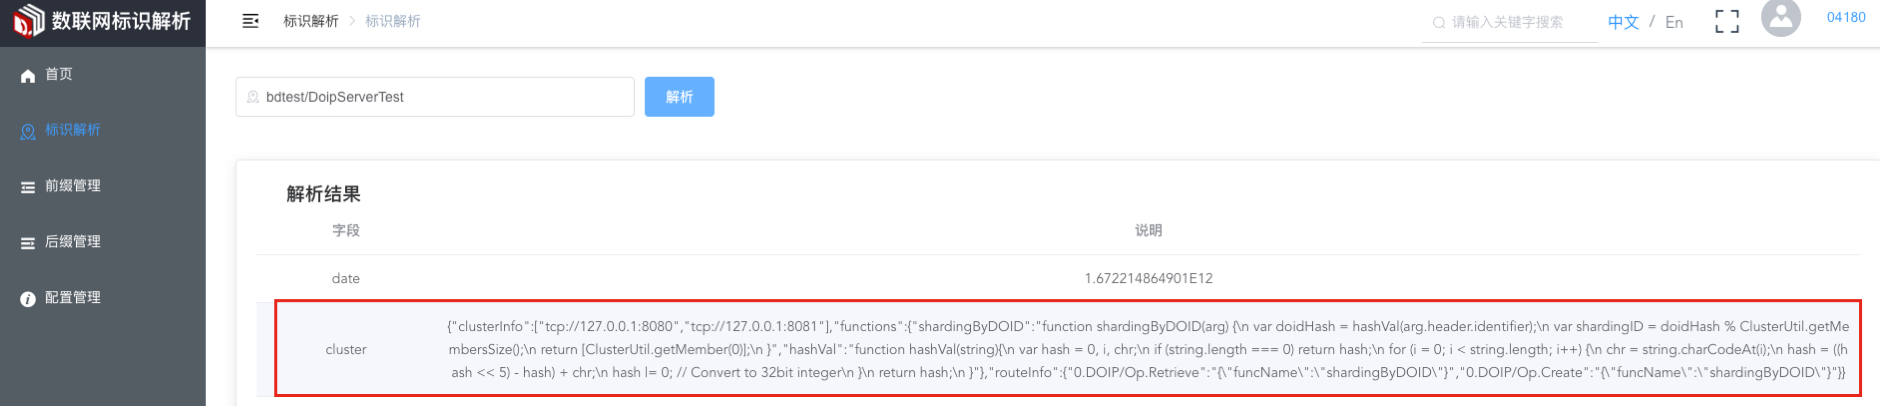 数联网标识解析
标识解析 > 标识解析
请输入关键字搜索
中文 / En
04180
首页
标识解析
前缀管理
后缀管理
配置管理
bdtest/DoipServerTest
解析
解析结果
字段 说明
date 1.672214864901E12
cluster
{"clusterInfo":["tcp://127.0.0.1:8080","tcp://127.0.0.1:8081"],"functions":{"shardingByDOID":"function shardingByDOID(arg) {\n var doidHash = hashVal(arg.header.identifier);\n var shardingID = doidHash % ClusterUtil.getMe
mbersSize();\n return [ClusterUtil.getMember(0)];\n }","hashVal":"function hashVal(string){\n var hash = 0, i, chr;\n if (string.length === 0) return hash;\n for (i = 0; i < string.length; i++) {\n chr = string.charCodeAt(i);\n hash = ((h
ash << 5) - hash) + chr;\n hash |= 0; // Convert to 32bit integer\n }\n return hash;\n }"},"routeInfo":{"0.DOIP/Op.Retrieve":"{\"funcName\":\"shardingByDOID\"}","0.DOIP/Op.Create":"{\"funcName\":\"shardingByDOID\"}"}}